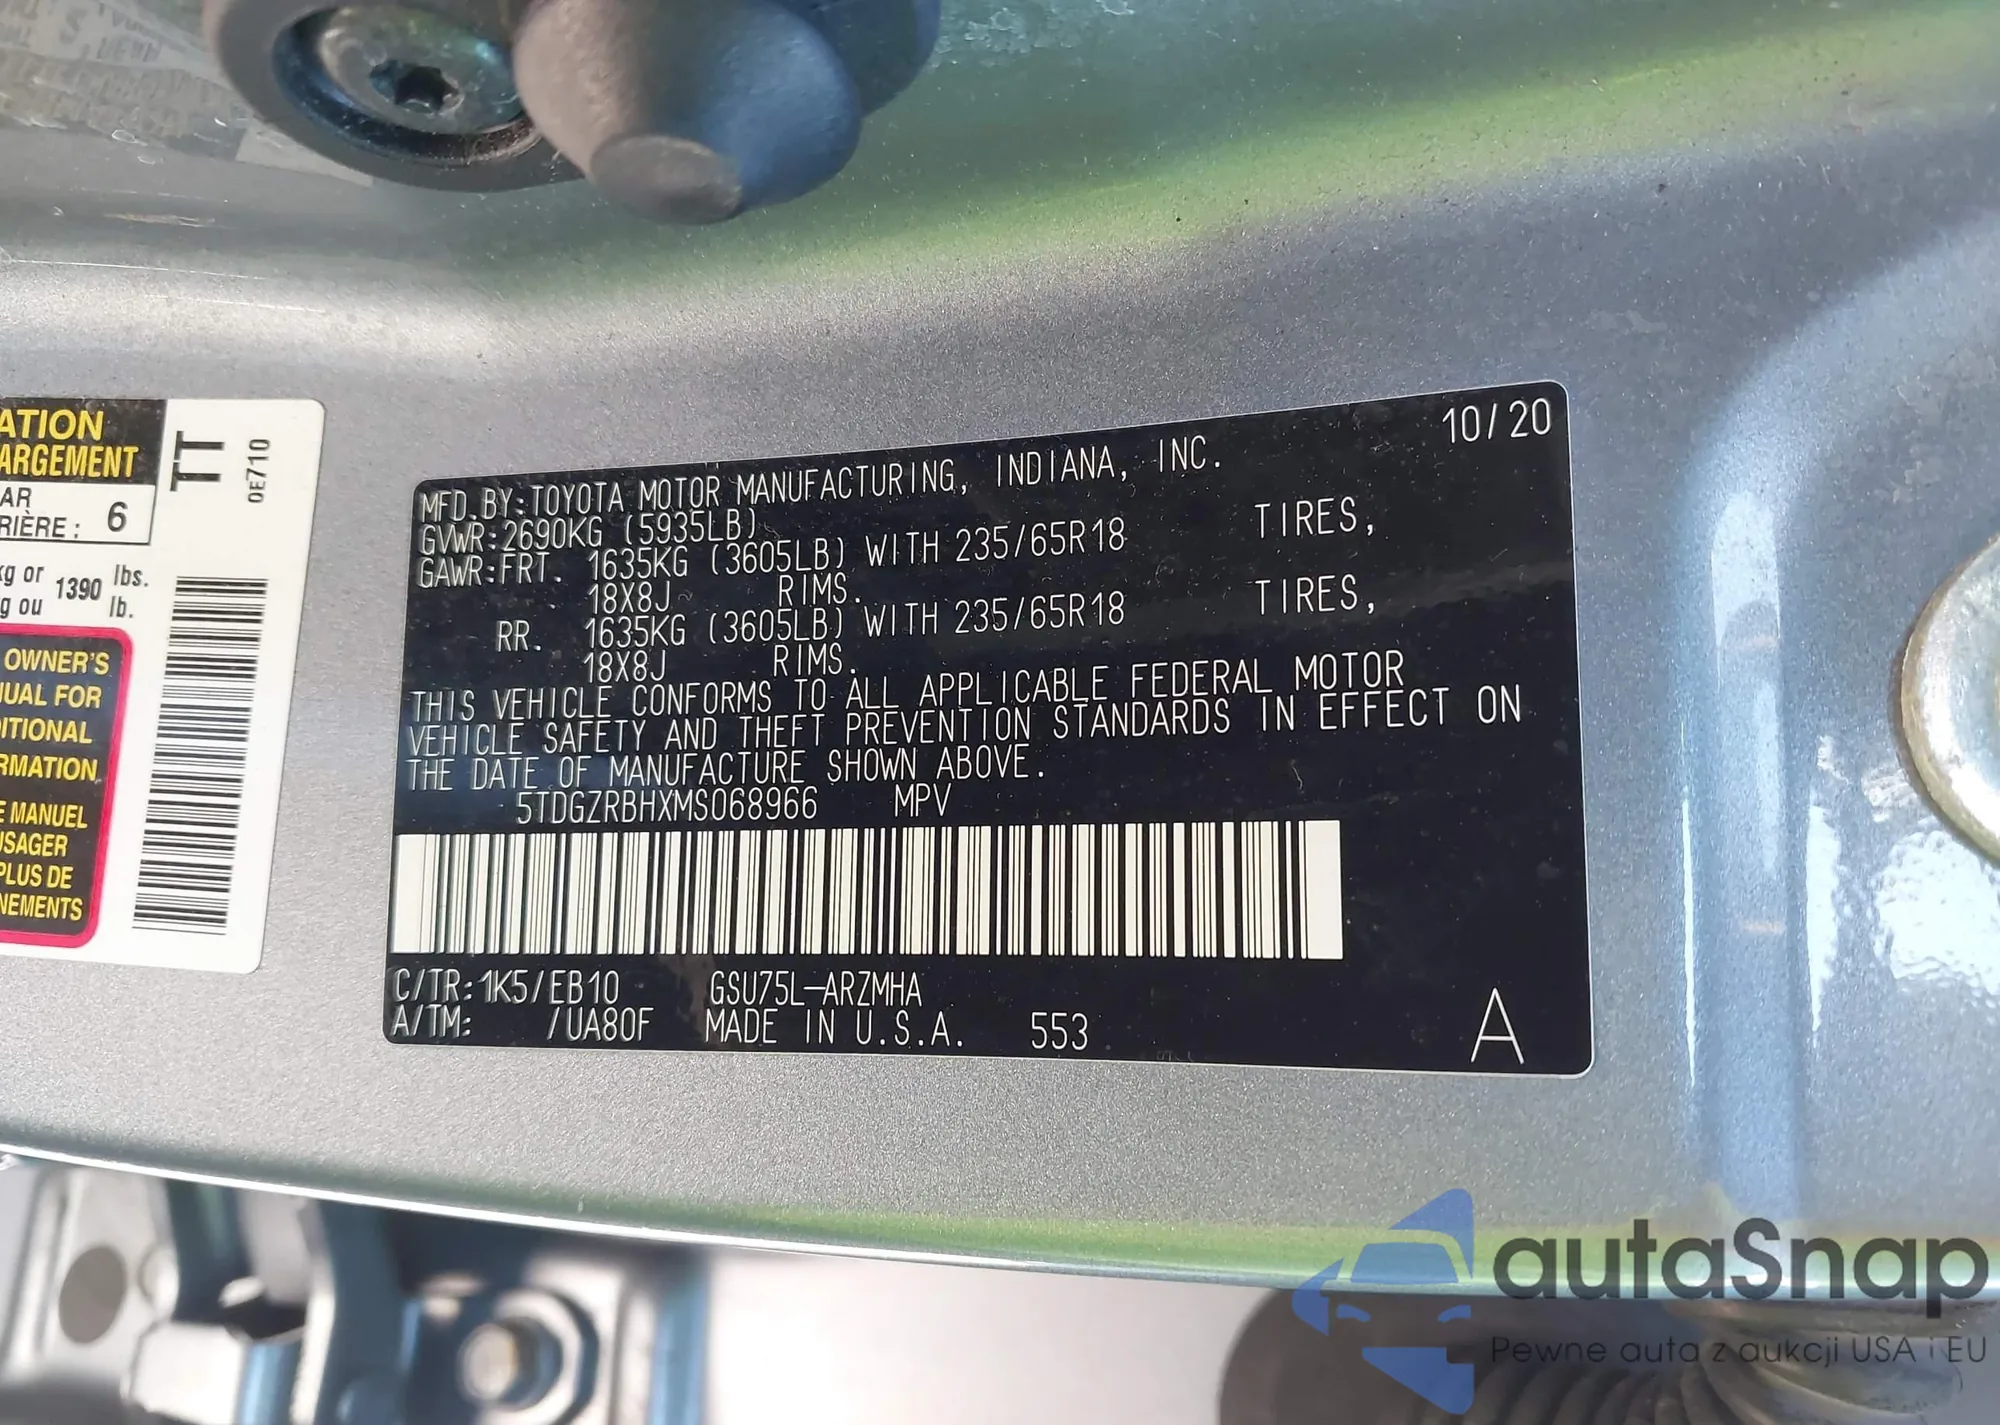 ATION
ARGEMENT
TT
0E710
AR
RIÈRE : 6
kg or 1390 lbs.
g ou lb.
OWNER'S
UAL FOR
ITIONAL
RMATION
E MANUEL
USAGER
PLUS DE
NEMENTS
10/20
MFD.BY:TOYOTA MOTOR MANUFACTURING, INDIANA, INC.
GVWR:2690KG (5935LB)
GAWR:FRT. 1635KG (3605LB) WITH 235/65R18 TIRES,
18X8J RIMS.
RR. 1635KG (3605LB) WITH 235/65R18 TIRES,
18X8J RIMS.
THIS VEHICLE CONFORMS TO ALL APPLICABLE FEDERAL MOTOR
VEHICLE SAFETY AND THEFT PREVENTION STANDARDS IN EFFECT ON
THE DATE OF MANUFACTURE SHOWN ABOVE.
5TDGZRBHXMS068966 MPV
C/TR:1K5/EB10 GSU75L-ARZMHA
A/TM: /UA80F MADE IN U.S.A. 553 A
autaSnap
Pewne auta z aukcji USA i EU